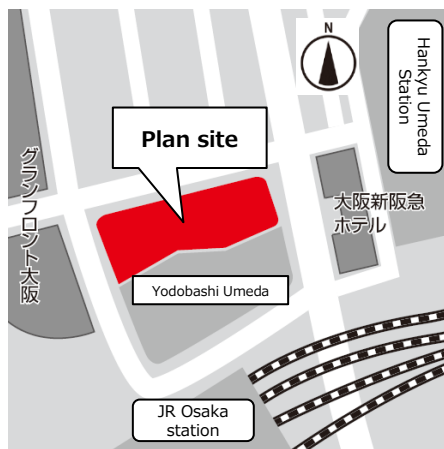 N
Hankyu Umeda
Station
Plan site
グランフロント大阪
大阪新阪急
ホテル
Yodobashi Umeda
JR Osaka
station